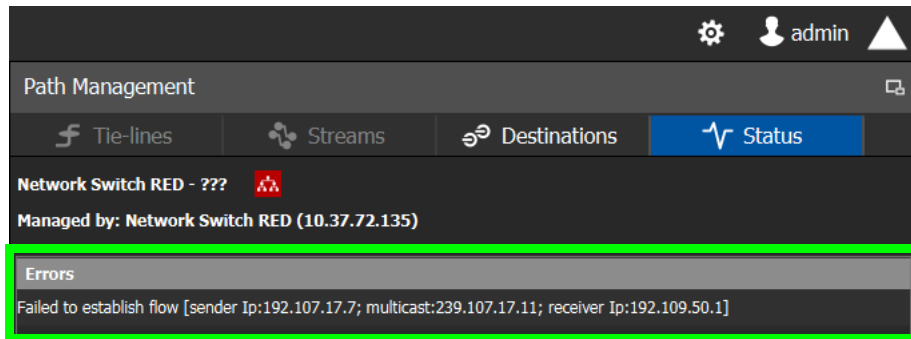 admin
Path Management
Tie-lines Streams Destinations Status
Network Switch RED - ???
Managed by: Network Switch RED (10.37.72.135)
Errors
Failed to establish flow [sender Ip:192.107.17.7; multicast:239.107.17.11; receiver Ip:192.109.50.1]